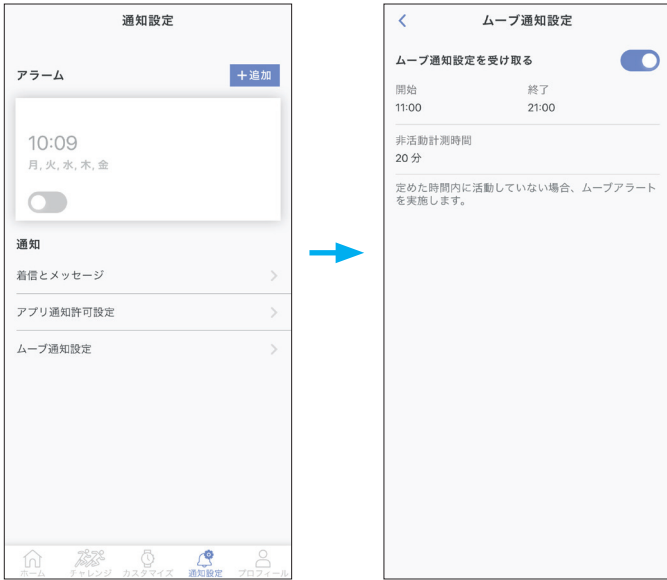 通知設定
アラーム
+追加
10:09
月, 火, 水, 木, 金
通知
着信とメッセージ
アプリ通知許可設定
ムーブ通知設定
ホーム
チャレンジ
カスタマイズ
通知設定
プロフィール
ムーブ通知設定
ムーブ通知設定を受け取る
開始 終了
11:00 21:00
非活動計測時間
20 分
定めた時間内に活動していない場合、ムーブアラート
を実施します。